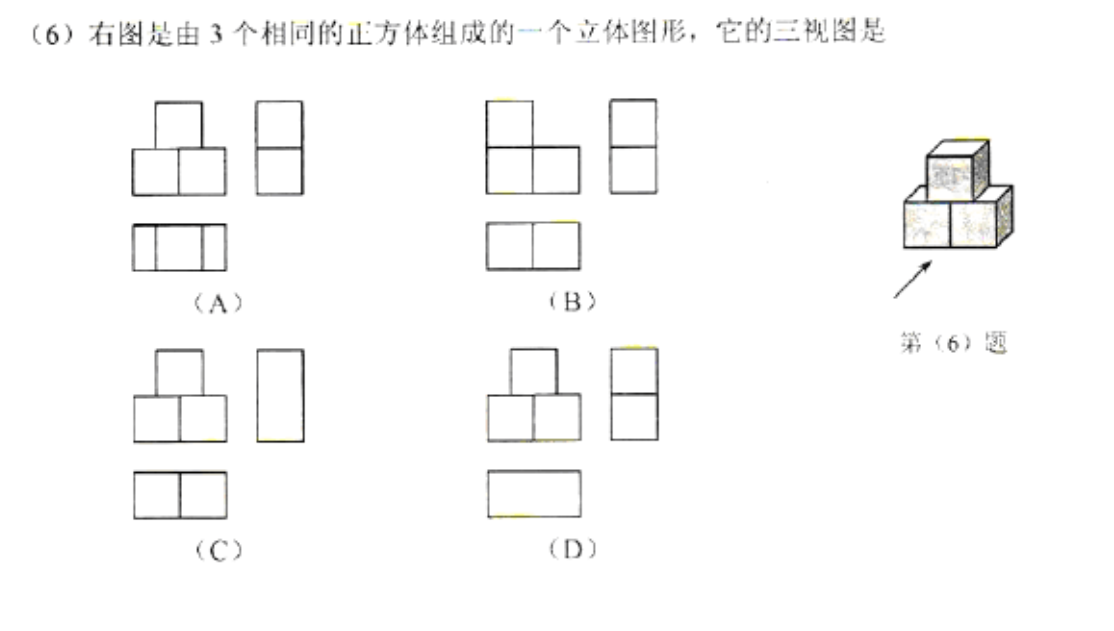 （6）右图是由 3 个相同的正方体组成的一个立体图形，它的三视图是
（A）
（B）
第（6）题
（C）
（D）